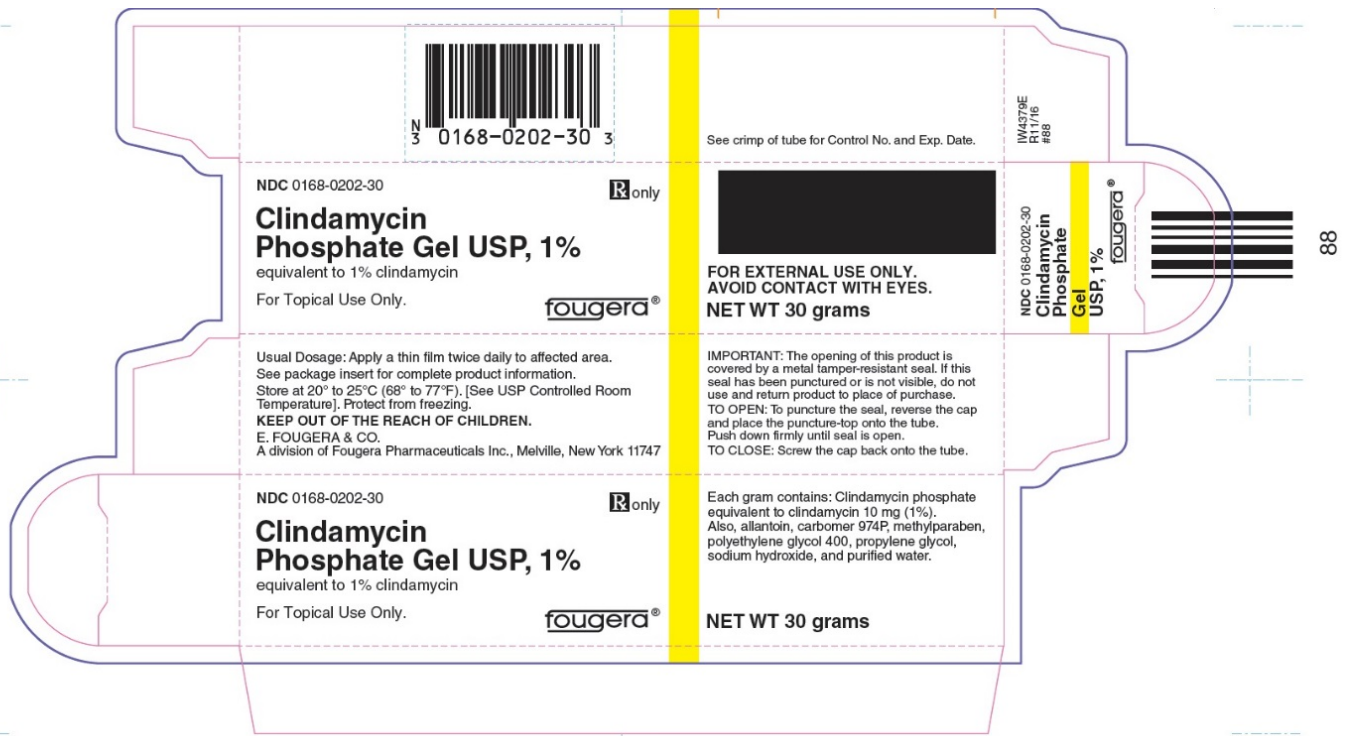 N
3 0168-0202-30 3
See crimp of tube for Control No. and Exp. Date.
IW4379E
R11/16
#88
NDC 0168-0202-30
Rx only
Clindamycin
Phosphate Gel USP, 1%
equivalent to 1% clindamycin
For Topical Use Only.
fougera®
FOR EXTERNAL USE ONLY.
AVOID CONTACT WITH EYES.
NET WT 30 grams
NDC 0168-0202-30
Clindamycin
Phosphate
Gel
USP, 1%
fougera®
88
Usual Dosage: Apply a thin film twice daily to affected area.
See package insert for complete product information.
Store at 20° to 25°C (68° to 77°F). [See USP Controlled Room
Temperature]. Protect from freezing.
KEEP OUT OF THE REACH OF CHILDREN.
E. FOUGERA & CO.
A division of Fougera Pharmaceuticals Inc., Melville, New York 11747
IMPORTANT: The opening of this product is
covered by a metal tamper-resistant seal. If this
seal has been punctured or is not visible, do not
use and return product to place of purchase.
TO OPEN: To puncture the seal, reverse the cap
and place the puncture-top onto the tube.
Push down firmly until seal is open.
TO CLOSE: Screw the cap back onto the tube.
NDC 0168-0202-30
Rx only
Clindamycin
Phosphate Gel USP, 1%
equivalent to 1% clindamycin
For Topical Use Only.
fougera®
Each gram contains: Clindamycin phosphate
equivalent to clindamycin 10 mg (1%).
Also, allantoin, carbomer 974P, methylparaben,
polyethylene glycol 400, propylene glycol,
sodium hydroxide, and purified water.
NET WT 30 grams